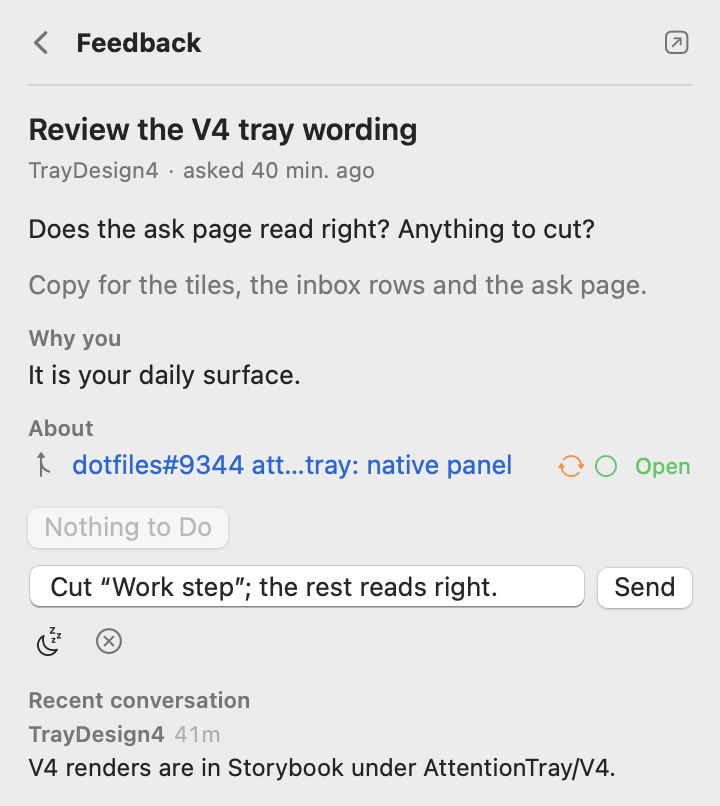 Feedback
Review the V4 tray wording
TrayDesign4 · asked 40 min. ago
Does the ask page read right? Anything to cut?
Copy for the tiles, the inbox rows and the ask page.
Why you
It is your daily surface.
About
dotfiles#9344 att…tray: native panel Open
Nothing to Do
Cut “Work step”; the rest reads right. Send
Recent conversation
TrayDesign4 41m
V4 renders are in Storybook under AttentionTray/V4.